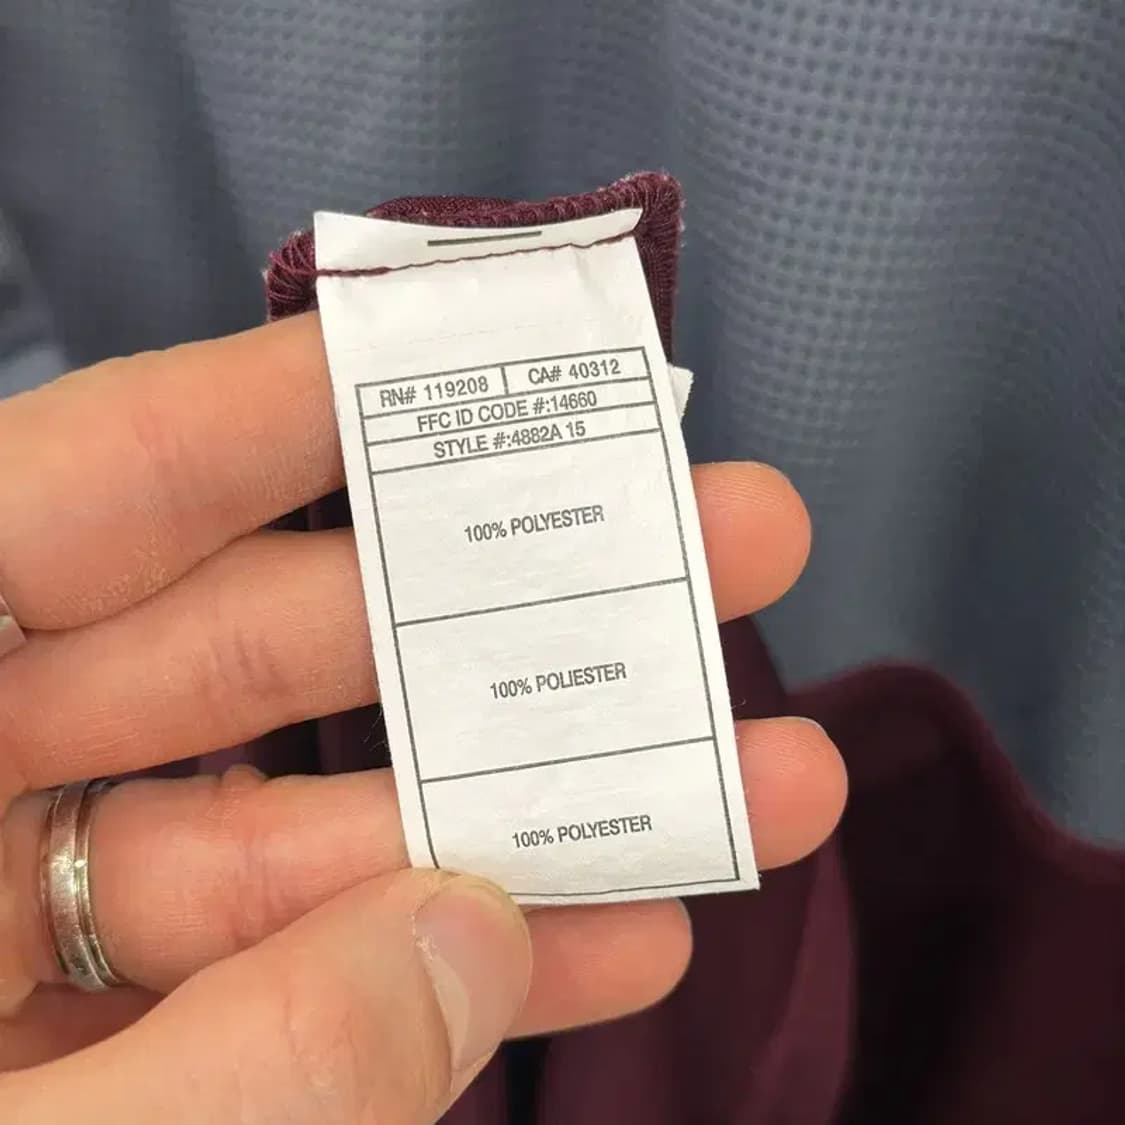 RN# 119208 CA# 40312
FFC ID CODE #:14660
STYLE #:4882A 15
100% POLYESTER
100% POLIESTER
100% POLYESTER